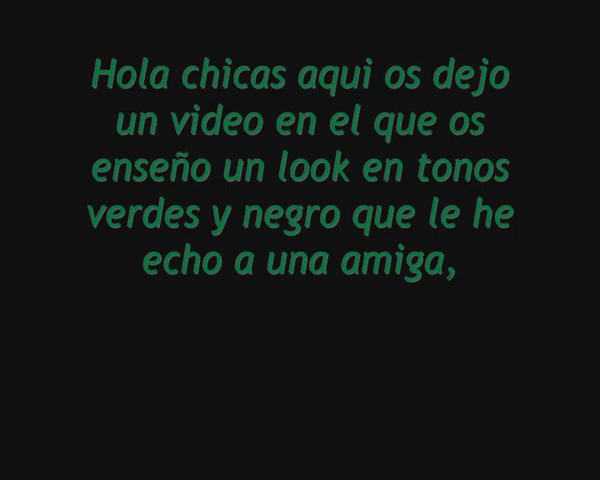 Hola chicas aqui os dejo
un video en el que os
enseño un look en tonos
verdes y negro que le he
echo a una amiga,